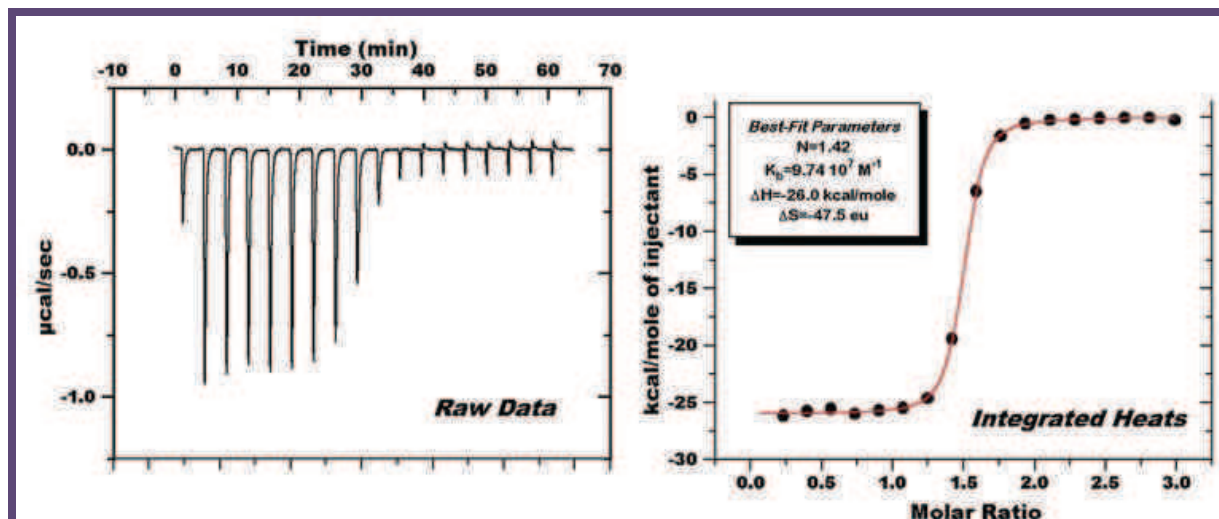 Time (min)
-10 0 10 20 30 40 50 60 70
0.0
-0.5
-1.0
µcal/sec
Raw Data
0
-5
-10
-15
-20
-25
-30
kcal/mole of injectant
Best-Fit Parameters
N=1.42
K_b=9.74 10⁷ M⁻¹
ΔH=-26.0 kcal/mole
ΔS=-47.5 eu
Integrated Heats
0.0 0.5 1.0 1.5 2.0 2.5 3.0
Molar Ratio